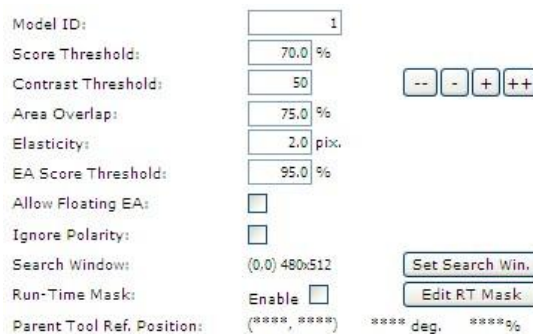 Model ID: 1
Score Threshold: 70.0 %
Contrast Threshold: 50 -- - + ++
Area Overlap: 75.0 %
Elasticity: 2.0 pix.
EA Score Threshold: 95.0 %
Allow Floating EA:
Ignore Polarity:
Search Window: (0,0) 480x512 Set Search Win.
Run-Time Mask: Enable Edit RT Mask
Parent Tool Ref. Position: (****, ****) **** deg. ****%